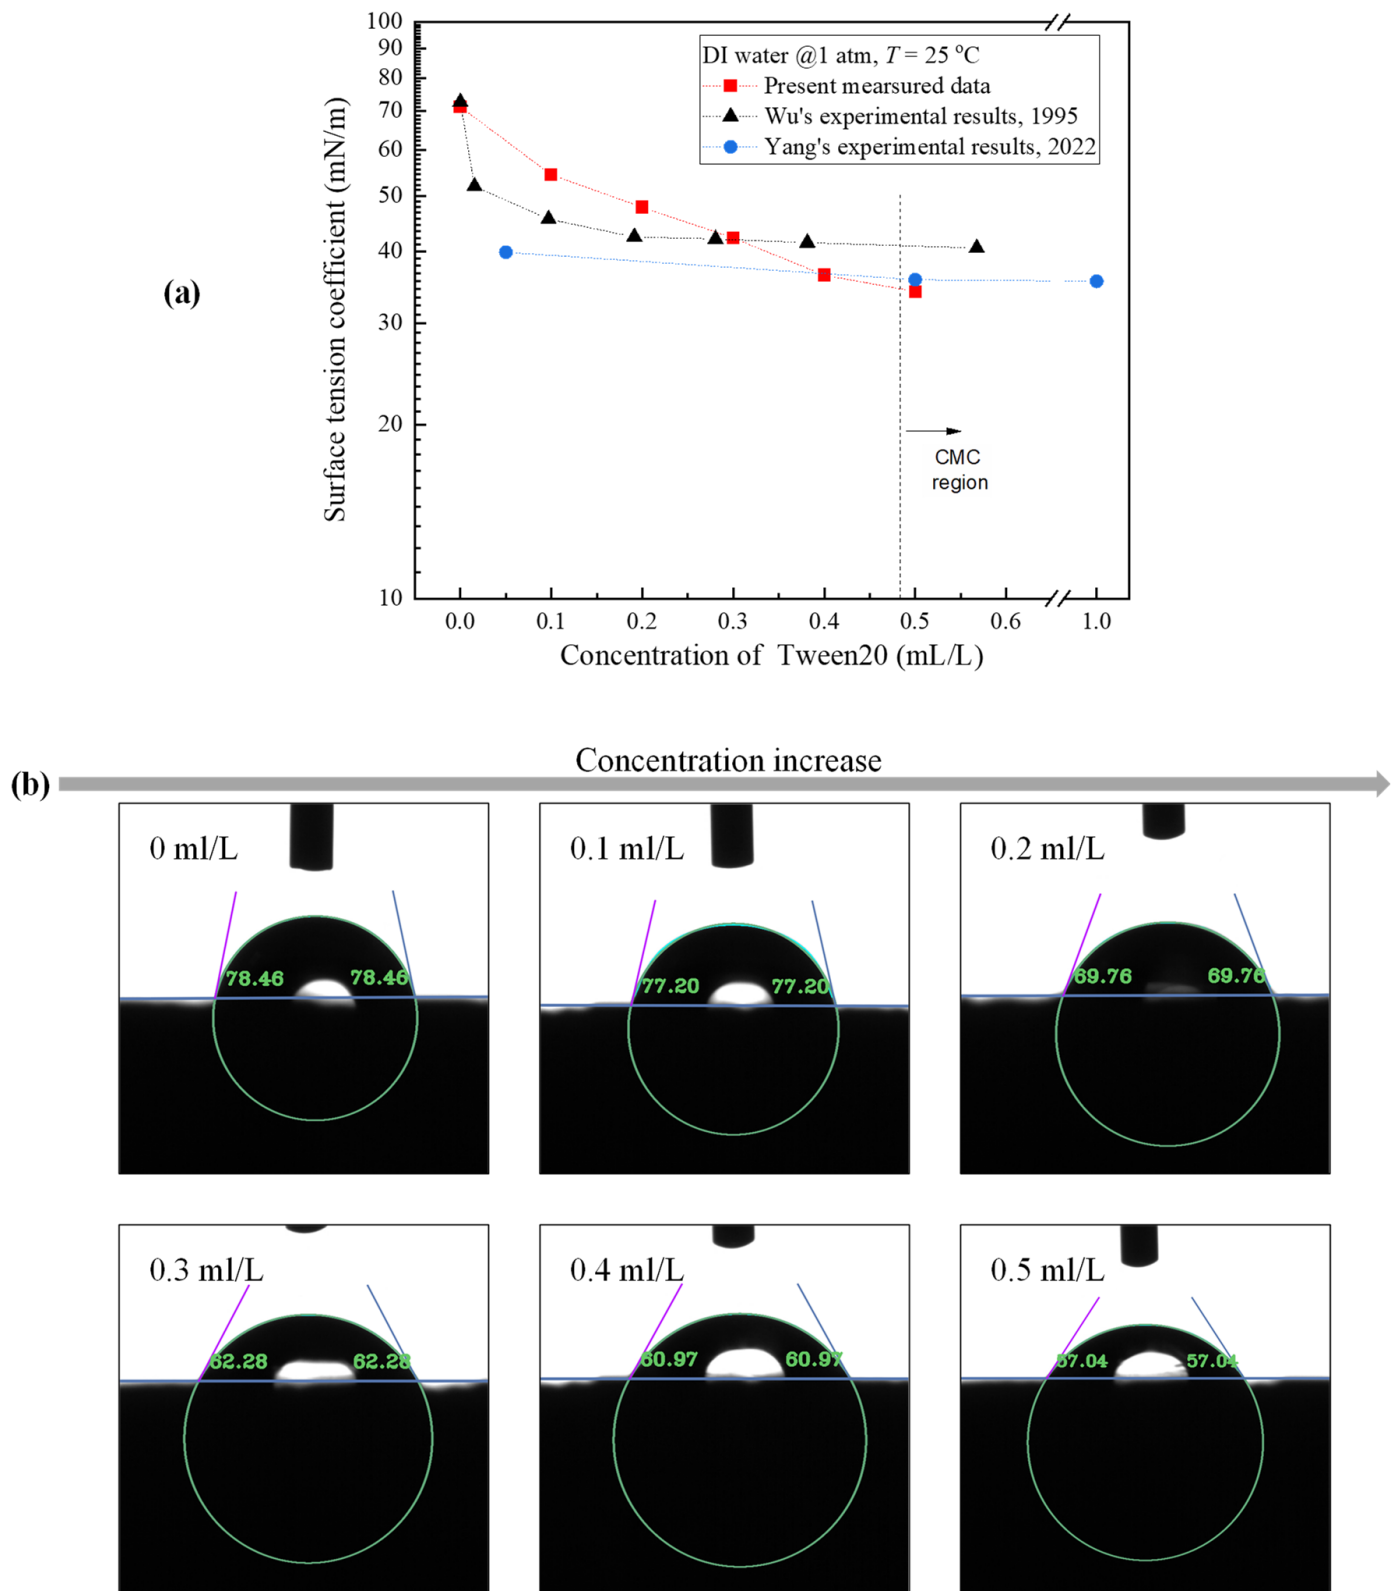 100
90
80
70
60
50
40
30
20
10
Surface tension coefficient (mN/m)
(a)
DI water @1 atm, T = 25 °C
Present mearsured data
Wu's experimental results, 1995
Yang's experimental results, 2022
CMC
region
0.0 0.1 0.2 0.3 0.4 0.5 0.6 1.0
Concentration of Tween20 (mL/L)
(b)
Concentration increase
0 ml/L
78.46 78.46
0.1 ml/L
77.20 77.20
0.2 ml/L
69.76 69.76
0.3 ml/L
62.28 62.28
0.4 ml/L
60.97 60.97
0.5 ml/L
57.04 57.04